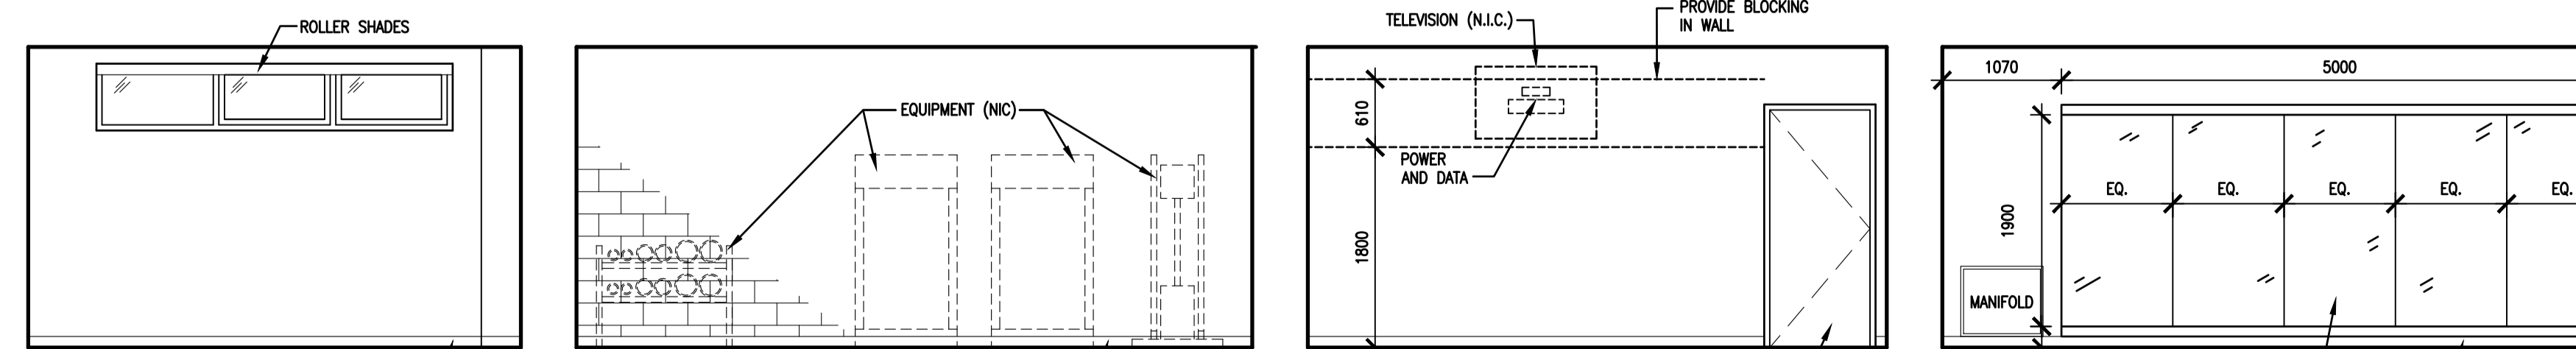 ROLLER SHADES
EQUIPMENT (NIC)
TELEVISION (N.I.C.)
PROVIDE BLOCKING
IN WALL
610
POWER
AND DATA
1800
1070
5000
EQ.
EQ.
EQ.
EQ.
EQ.
1900
MANIFOLD